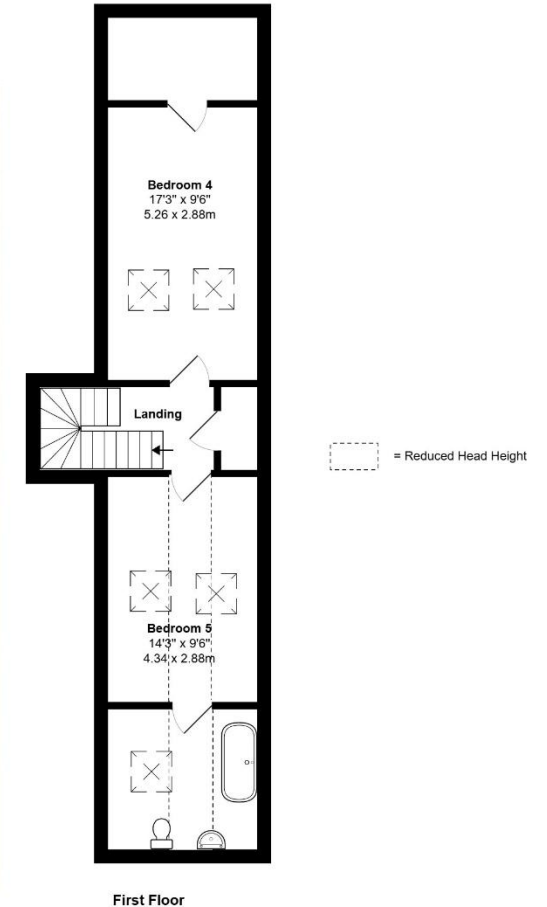 Bedroom 4
17'3" x 9'6"
5.26 x 2.88m
Landing
= Reduced Head Height
Bedroom 5
14'3" x 9'6"
4.34 x 2.88m
First Floor